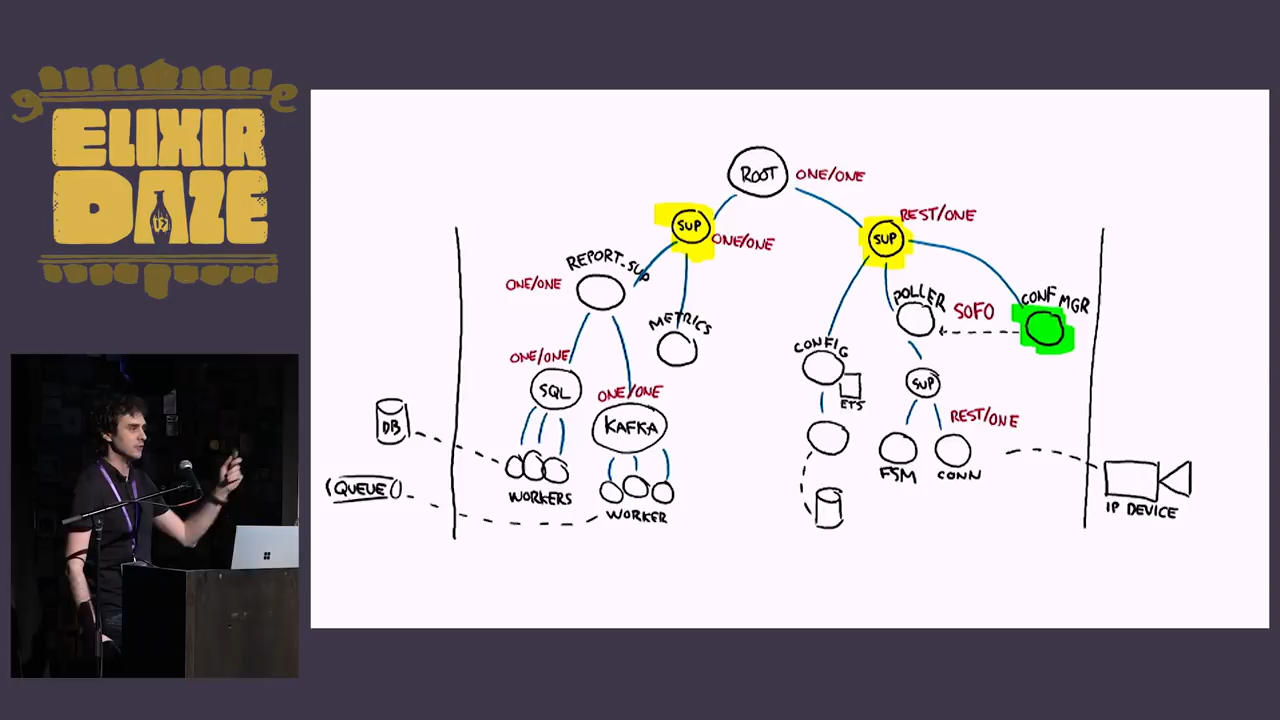 ELIXIR
DAZE
ROOT
ONE/ONE
SUP
ONE/ONE
SUP
REST/ONE
REPORT_SUP
ONE/ONE
METRICS
POLLER
SOFO
CONF MGR
CONFIG
ETS
SUP
ONE/ONE
SQL
ONE/ONE
KAFKA
REST/ONE
FSM
CONN
DB
QUEUE
WORKERS
WORKER
IP DEVICE